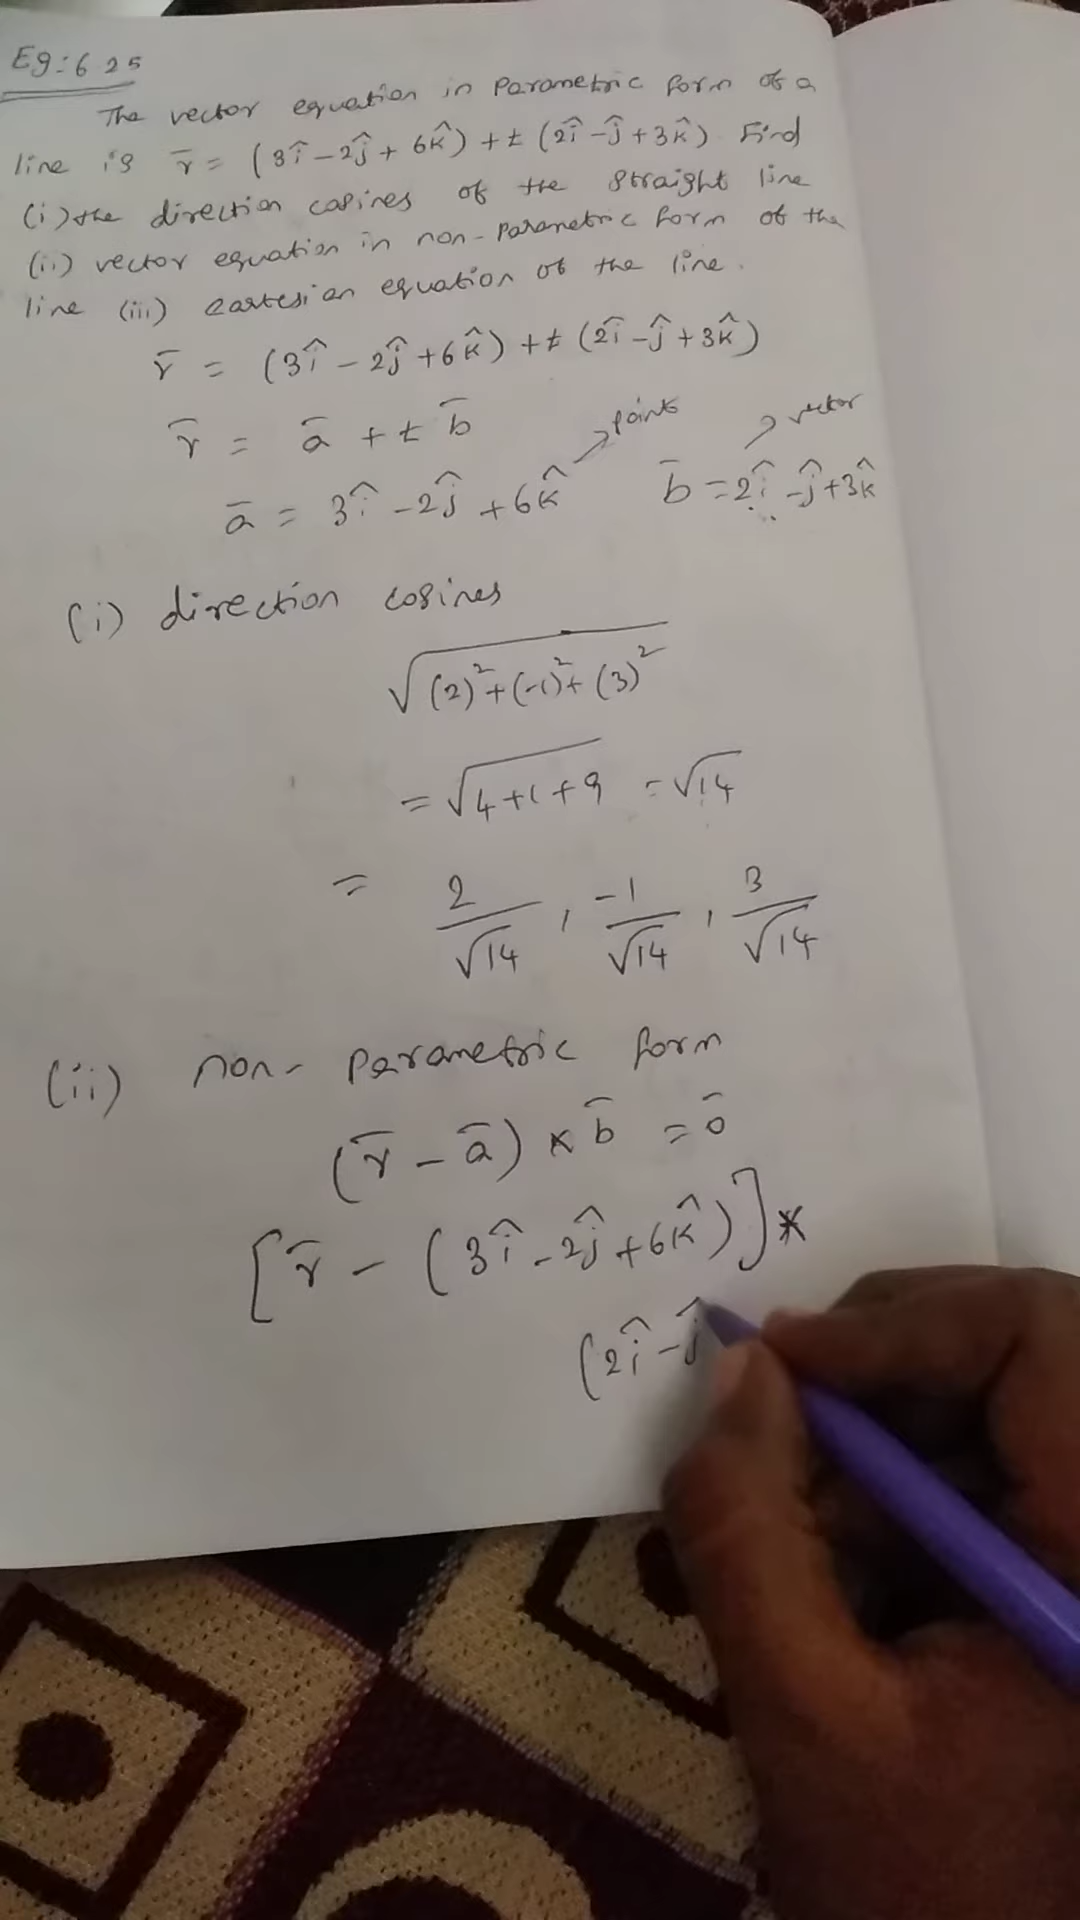 Eg: 6.25
The vector equation in parametric form of a
line is r̄ = (3î - 2ĵ + 6k̂) + t (2î - ĵ + 3k̂). Find
(i) the direction cosines of the straight line
(ii) vector equation in non-parametric form of the
line (iii) cartesian equation of the line.
r̄ = (3î - 2ĵ + 6k̂) + t (2î - ĵ + 3k̂)
r̄ = ā + t b̄
ā = 3î - 2ĵ + 6k̂ → points b̄ = 2î - ĵ + 3k̂ → vector
(i) direction cosines
√((2)² + (-1)² + (3)²)
= √(4+1+9) = √14
= 2/√14 , -1/√14 , 3/√14
(ii) non-parametric form
(r̄ - ā) × b̄ = 0̄
[r̄ - (3î - 2ĵ + 6k̂)] ×
(2î - ĵ